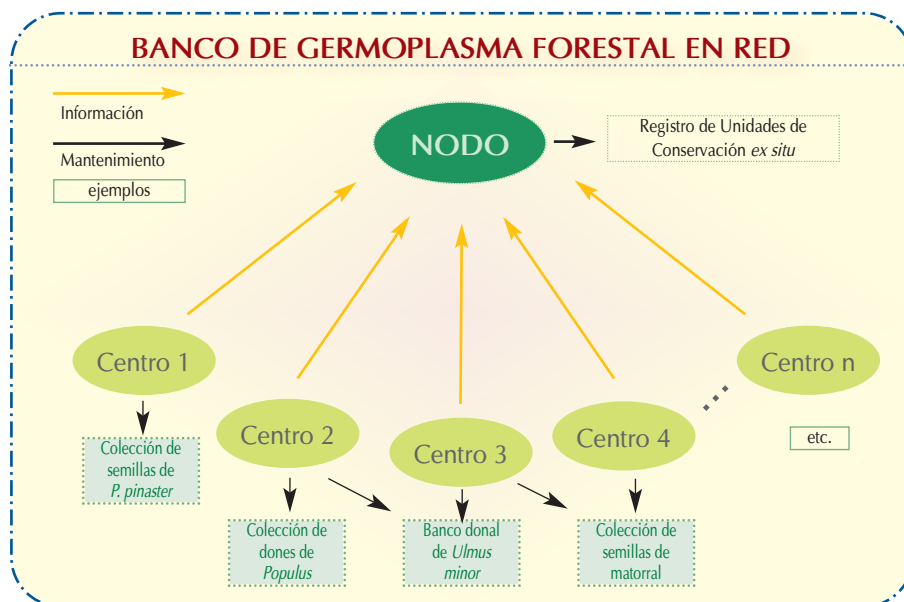 BANCO DE GERMOPLASMA FORESTAL EN RED
Información
Mantenimiento
ejemplos
NODO
Registro de Unidades de
Conservación ex situ
Centro 1
Centro 2
Centro 3
Centro 4
Centro n
etc.
Colección de
semillas de
P. pinaster
Colección de
dones de
Populus
Banco donal
de Ulmus
minor
Colección de
semillas de
matorral